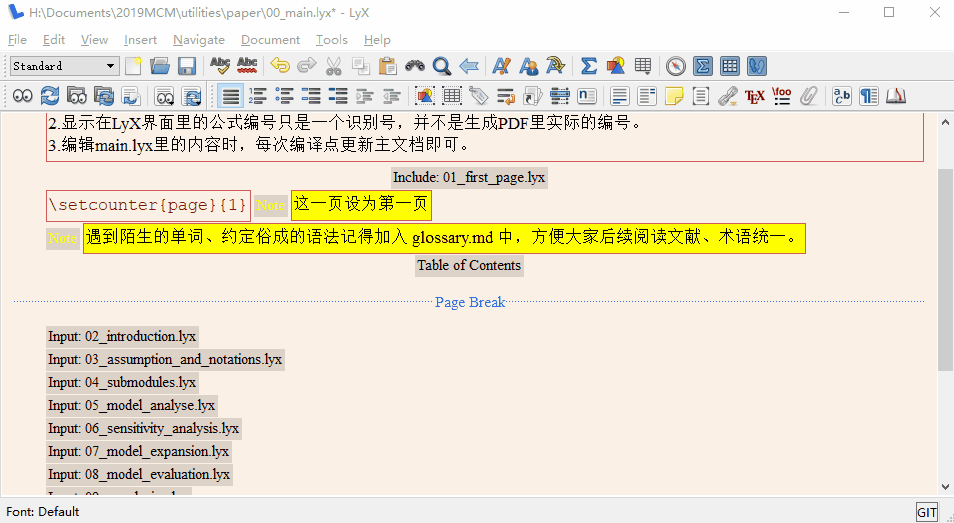 H:\Documents\2019MCM\utilities\paper\00_main.lyx* - LyX
File Edit View Insert Navigate Document Tools Help
Standard
2.显示在LyX界面里的公式编号只是一个识别号，并不是生成PDF里实际的编号。
3.编辑main.lyx里的内容时，每次编译点更新主文档即可。
Include: 01_first_page.lyx
\setcounter{page}{1} Note 这一页设为第一页
Note 遇到陌生的单词、约定俗成的语法记得加入 glossary.md 中，方便大家后续阅读文献、术语统一。
Table of Contents
Page Break
Input: 02_introduction.lyx
Input: 03_assumption_and_notations.lyx
Input: 04_submodules.lyx
Input: 05_model_analyse.lyx
Input: 06_sensitivity_analysis.lyx
Input: 07_model_expansion.lyx
Input: 08_model_evaluation.lyx
Font: Default
GIT